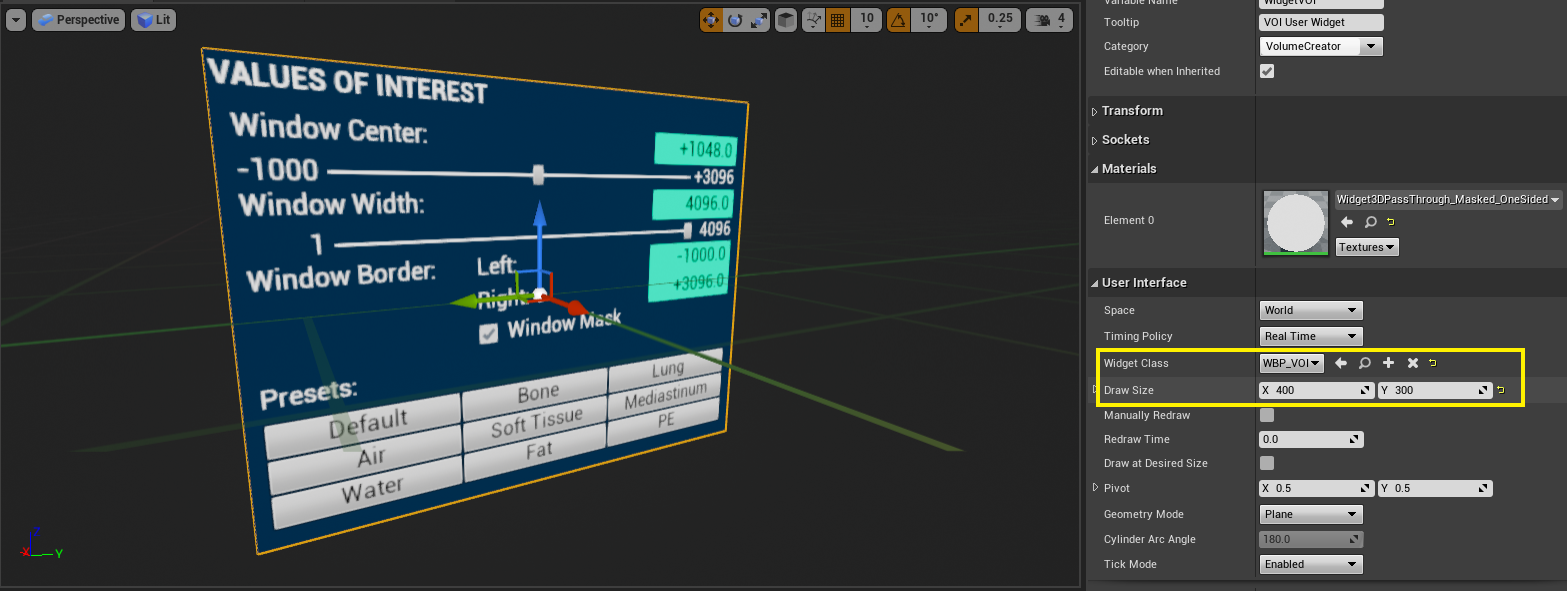 Perspective
Lit
10
10°
0.25
4
VALUES OF INTEREST
Window Center:
+1048.0
-1000
+3096
Window Width:
4096.0
1
4096
Window Border:
Left:
-1000.0
Right:
+3096.0
Window Mask
Presets:
Default
Bone
Lung
Air
Soft Tissue
Mediastinum
Water
Fat
PE
Z
X
Y
Variable Name
WidgetVOI
Tooltip
VOI User Widget
Category
VolumeCreator
Editable when Inherited
Transform
Sockets
Materials
Element 0
Widget3DPassThrough_Masked_OneSided
Textures
User Interface
Space
World
Timing Policy
Real Time
Widget Class
WBP_VOI
Draw Size
X 400
Y 300
Manually Redraw
Redraw Time
0.0
Draw at Desired Size
Pivot
X 0.5
Y 0.5
Geometry Mode
Plane
Cylinder Arc Angle
180.0
Tick Mode
Enabled